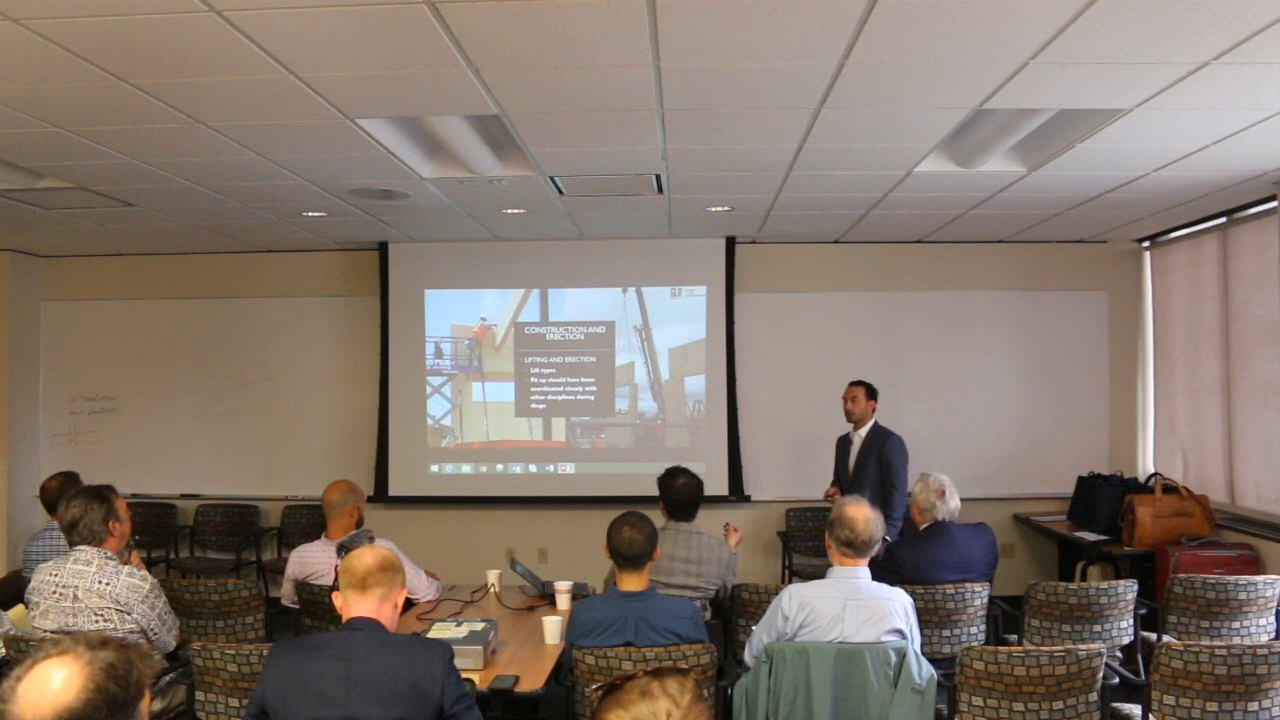 CONSTRUCTION AND
ERECTION
LIFTING AND ERECTION
Lift types
Fit up should have been
coordinated closely with
other disciplines during